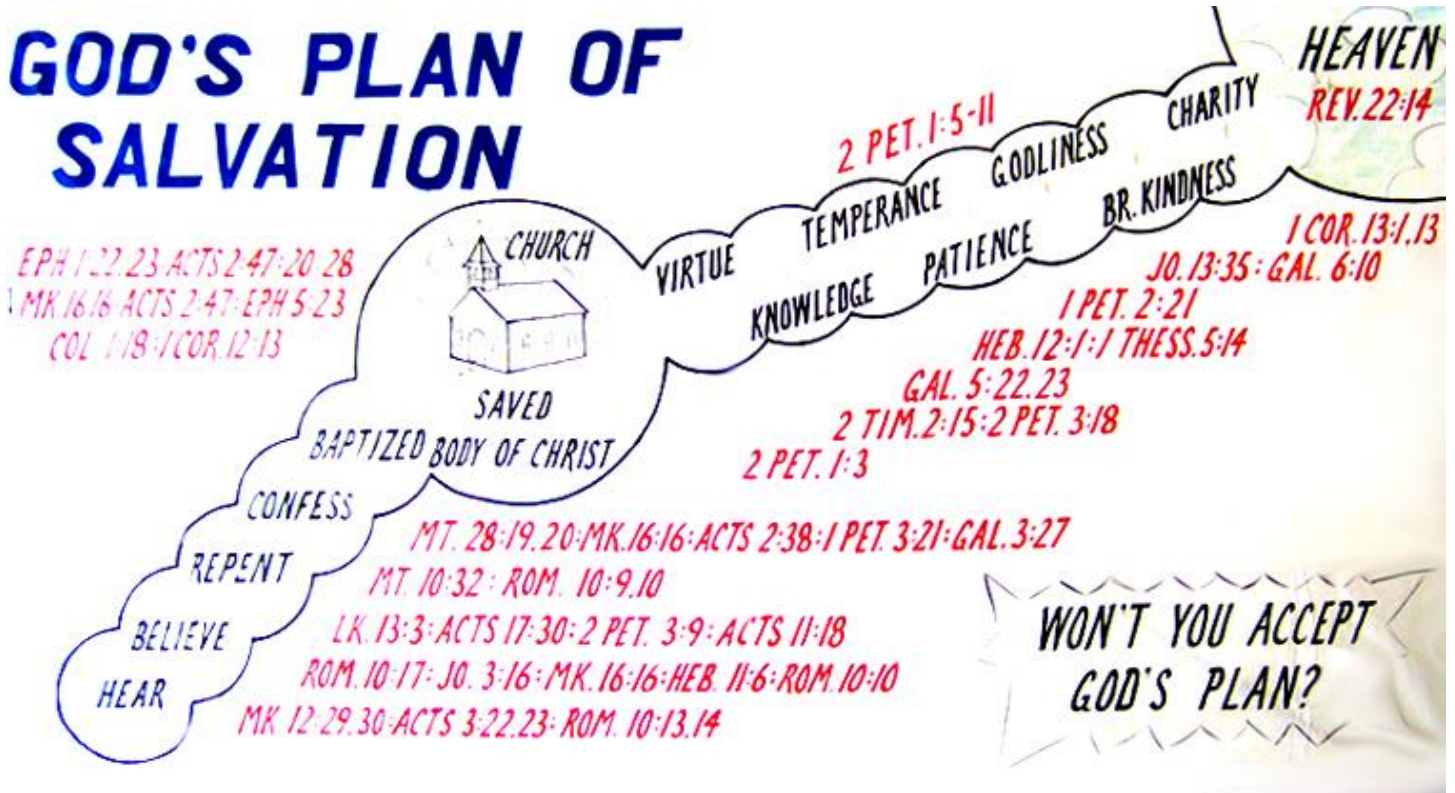 GOD'S PLAN OF
SALVATION
HEAVEN
REV. 22:14
2 PET. 1:5-11
CHARITY
GODLINESS
TEMPERANCE
VIRTUE
BR. KINDNESS
PATIENCE
KNOWLEDGE
CHURCH
EPH 1:22.23:ACTS 2:47:20:28
MK.16:16:ACTS 2:47:EPH 5:23
COL 1:18:1 COR.12:13
1 COR.13:1.13
JO. 13:35: GAL. 6:10
1 PET. 2:21
HEB.12:1:1 THESS.5:14
GAL. 5:22.23
2 TIM.2:15:2 PET. 3:18
2 PET. 1:3
SAVED
BODY OF CHRIST
BAPTIZED
CONFESS
REPENT
BELIEVE
HEAR
MT. 28:19.20:MK.16:16:ACTS 2:38:1 PET. 3:21:GAL.3:27
MT. 10:32: ROM. 10:9.10
LK. 13:3:ACTS 17:30:2 PET. 3:9:ACTS 11:18
ROM.10:17:JO. 3:16:MK.16:16:HEB. 11:6:ROM.10:10
MK 12:29.30:ACTS 3:22.23:ROM. 10:13.14
WON'T YOU ACCEPT
GOD'S PLAN?